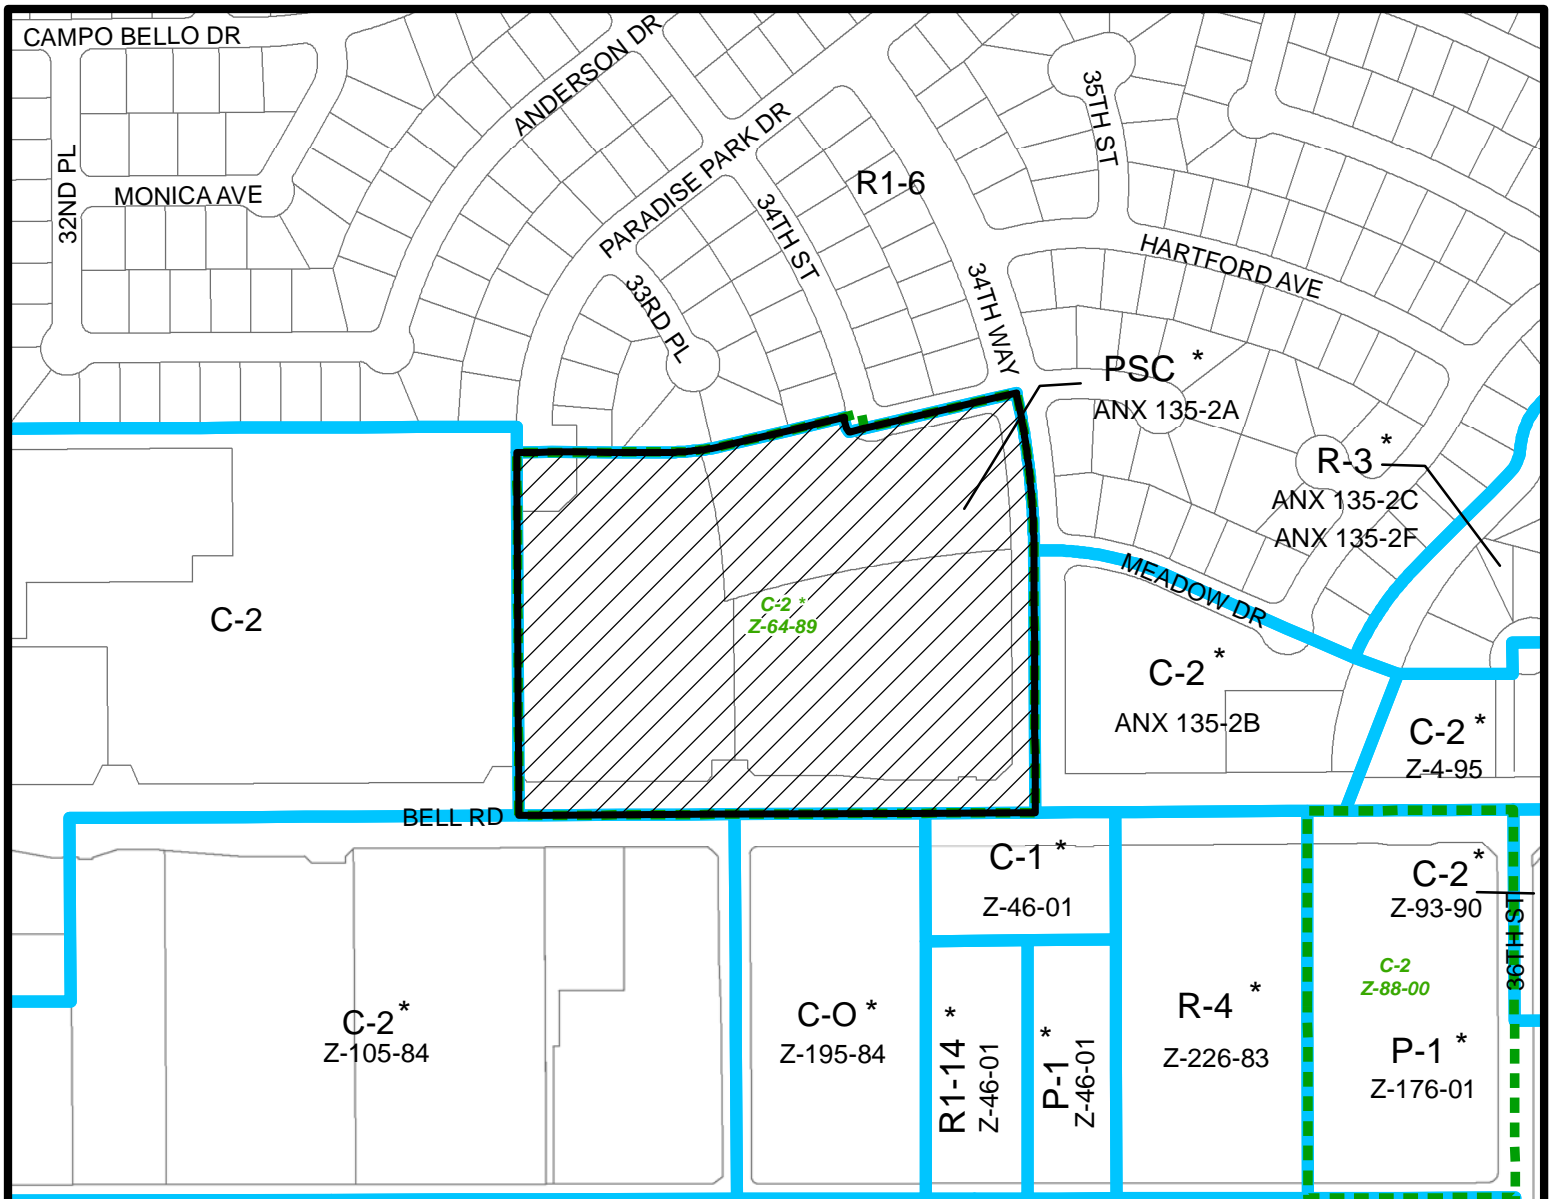 CAMPO BELLO DR
ANDERSON DR
35TH ST
PARADISE PARK DR
32ND PL
MONICA AVE
R1-6
34TH ST
HARTFORD AVE
33RD PL
34TH WAY
PSC *
ANX 135-2A
R-3 *
ANX 135-2C
ANX 135-2F
MEADOW DR
C-2
C-2 *
Z-64-89
C-2 *
ANX 135-2B
C-2 *
Z-4-95
BELL RD
C-1 *
Z-46-01
C-2 *
Z-93-90
36TH ST
C-2
Z-88-00
C-2 *
Z-105-84
C-O *
Z-195-84
R1-14 *
Z-46-01
P-1 *
Z-46-01
R-4 *
Z-226-83
P-1 *
Z-176-01